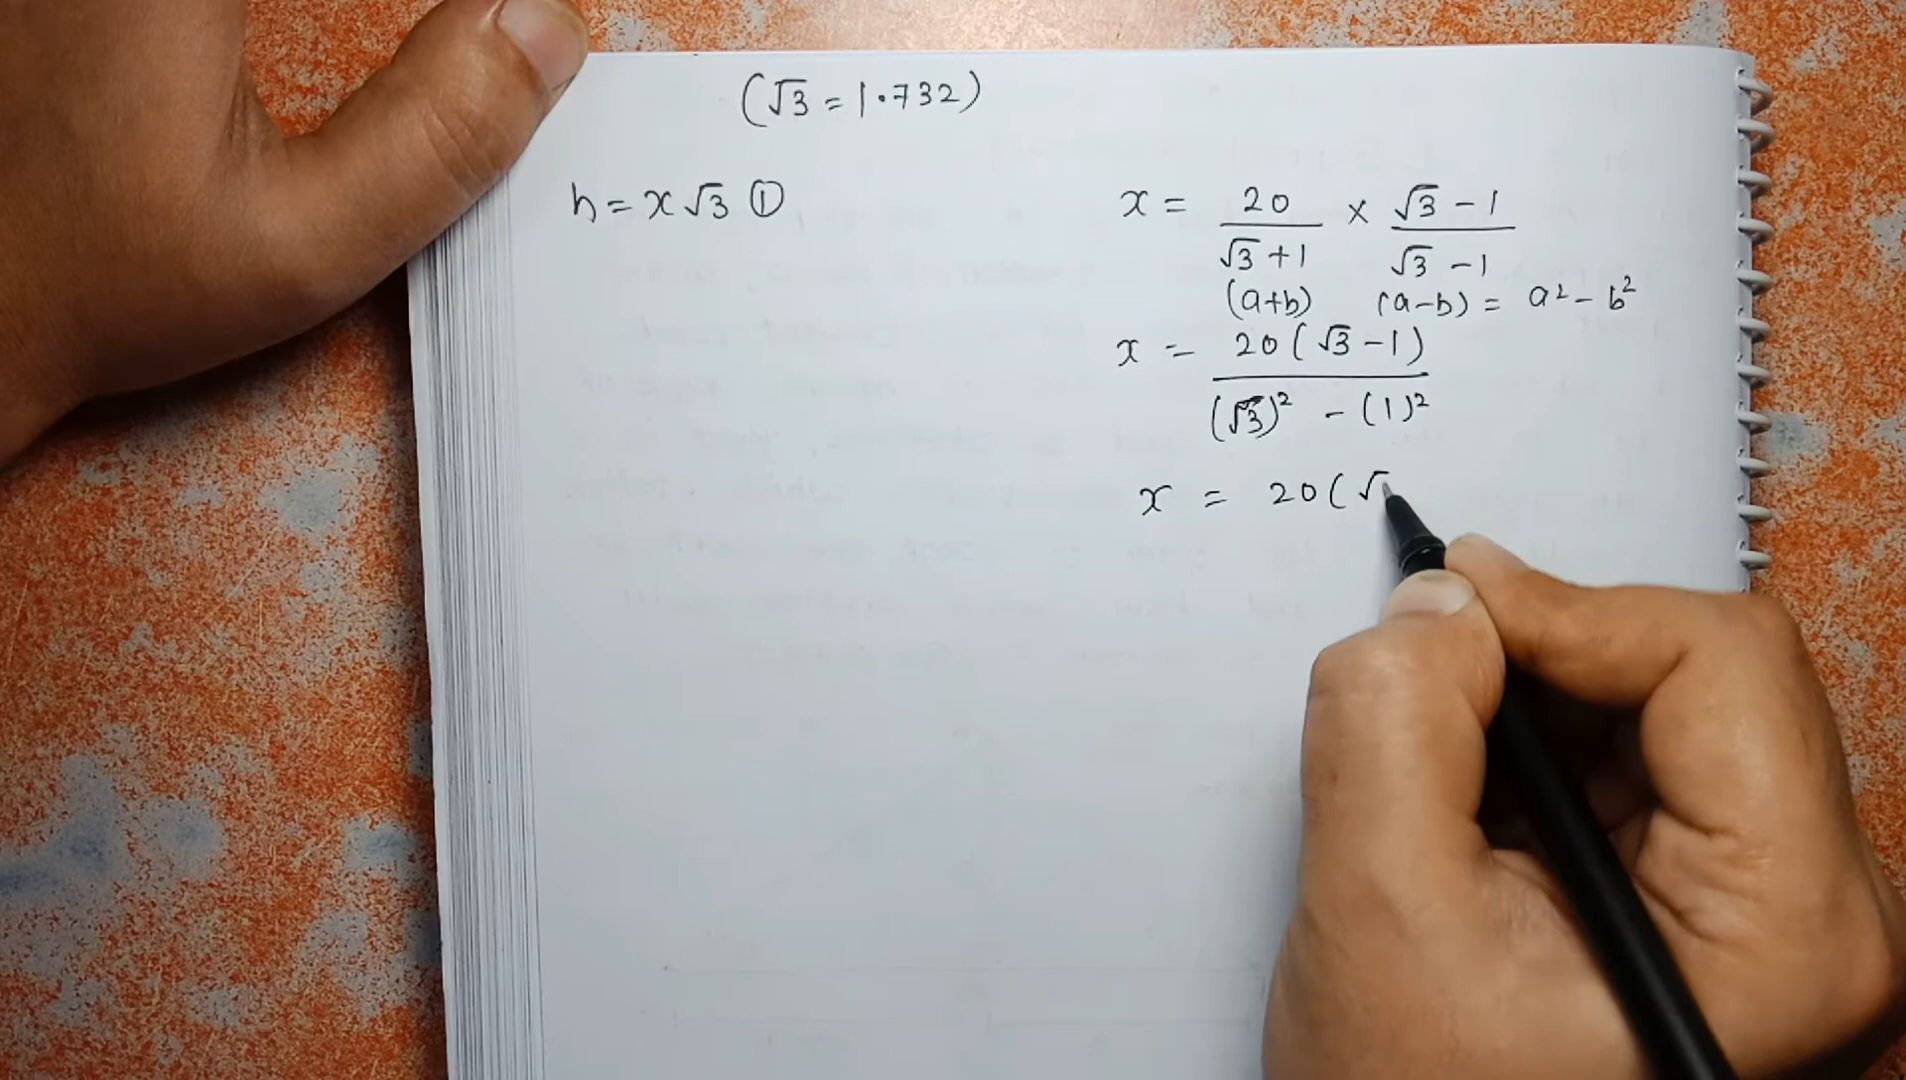 (√3 = 1.732)
h = x√3 ①
x = 20/(√3 + 1) × (√3 - 1)/(√3 - 1)
(a+b) (a-b) = a² - b²
x = 20(√3 - 1)/((√3)² - (1)²)
x = 20(√